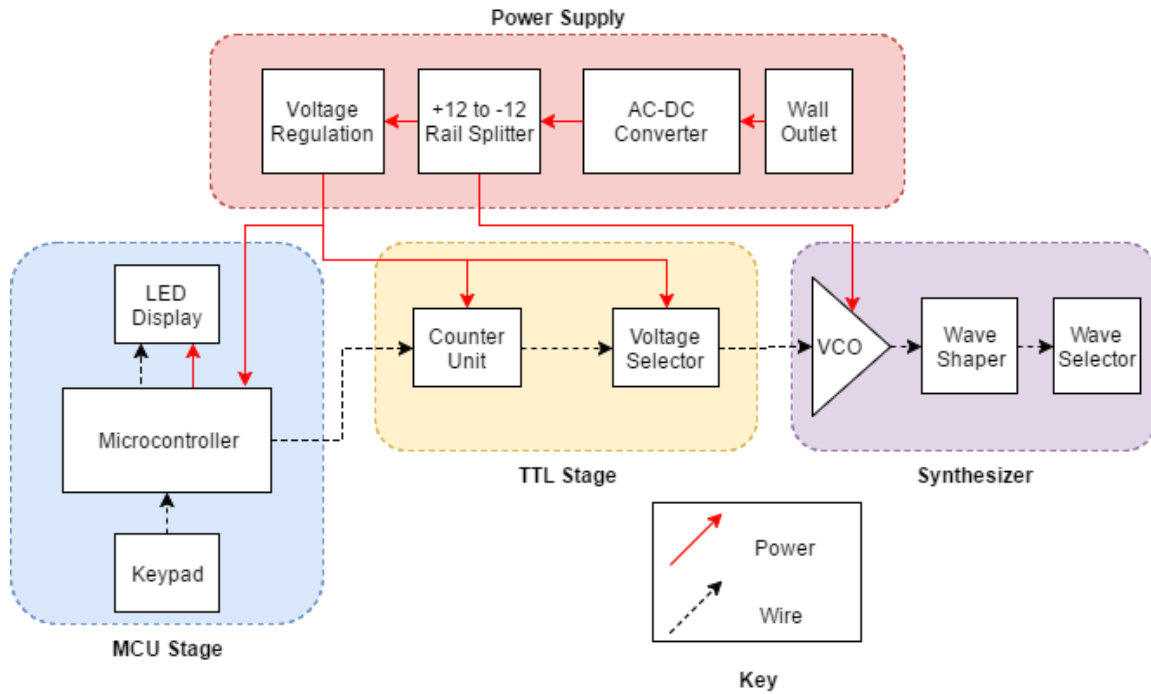 Power Supply
Voltage
Regulation
+12 to -12
Rail Splitter
AC-DC
Converter
Wall
Outlet
LED
Display
Microcontroller
Keypad
MCU Stage
Counter
Unit
Voltage
Selector
TTL Stage
VCO
Wave
Shaper
Wave
Selector
Synthesizer
Power
Wire
Key